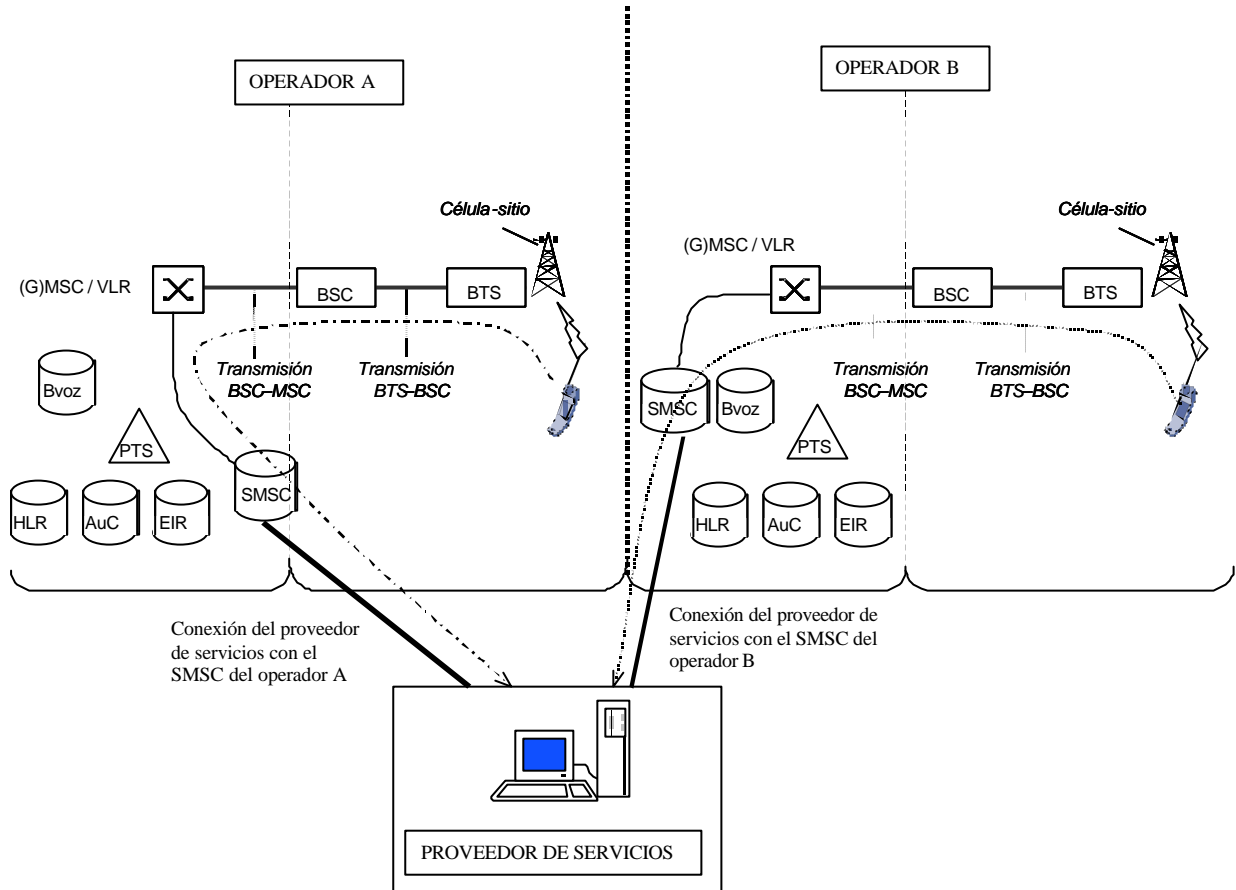 OPERADOR A
OPERADOR B
Célula-sitio
Célula-sitio
(G)MSC / VLR
(G)MSC / VLR
BSC
BTS
BSC
BTS
Transmisión
BSC–MSC
Transmisión
BTS–BSC
Transmisión
BSC–MSC
Transmisión
BTS–BSC
Bvoz
SMSC
Bvoz
PTS
PTS
SMSC
HLR
AuC
EIR
HLR
AuC
EIR
Conexión del proveedor
de servicios con el
SMSC del operador A
Conexión del proveedor de
servicios con el SMSC del
operador B
PROVEEDOR DE SERVICIOS